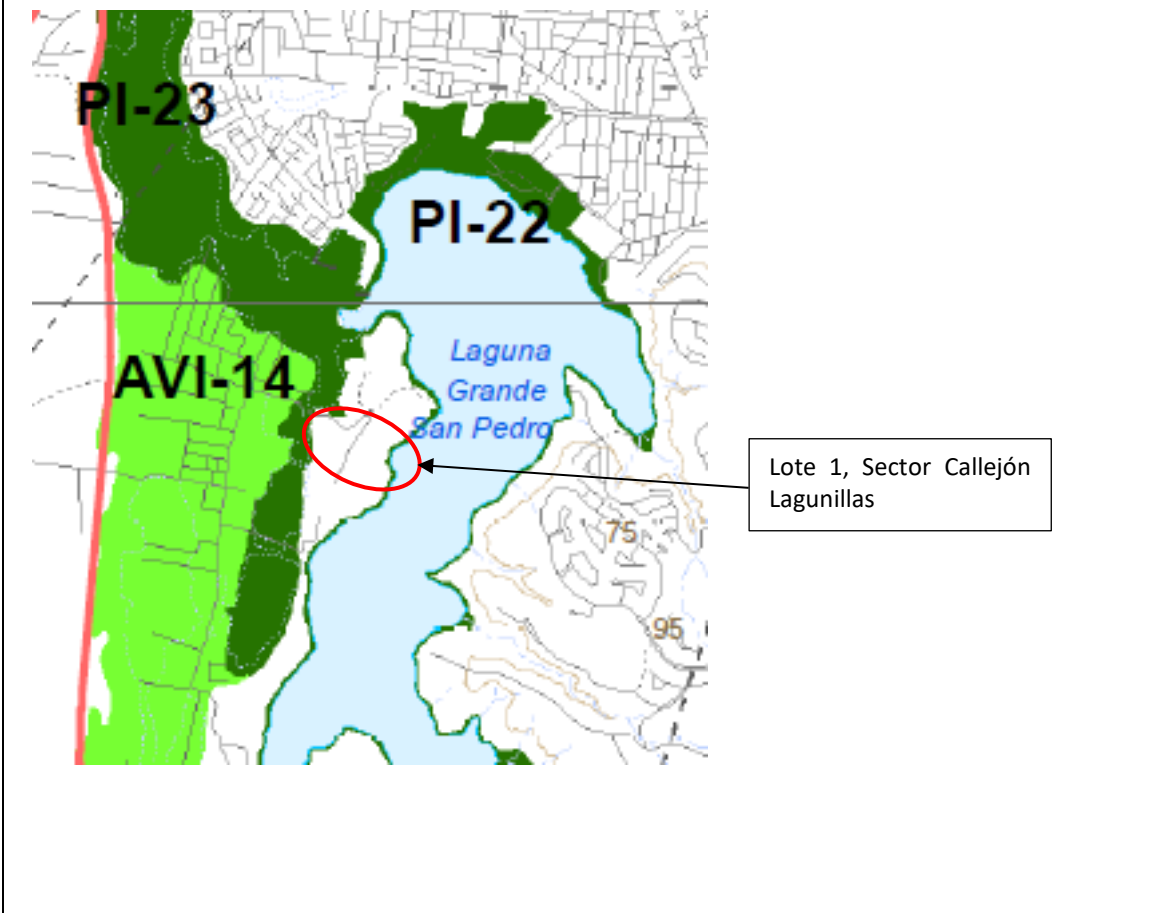 PI-23
PI-22
Laguna
Grande
San Pedro
AVI-14
Lote 1, Sector Callejón
Lagunillas
75
95